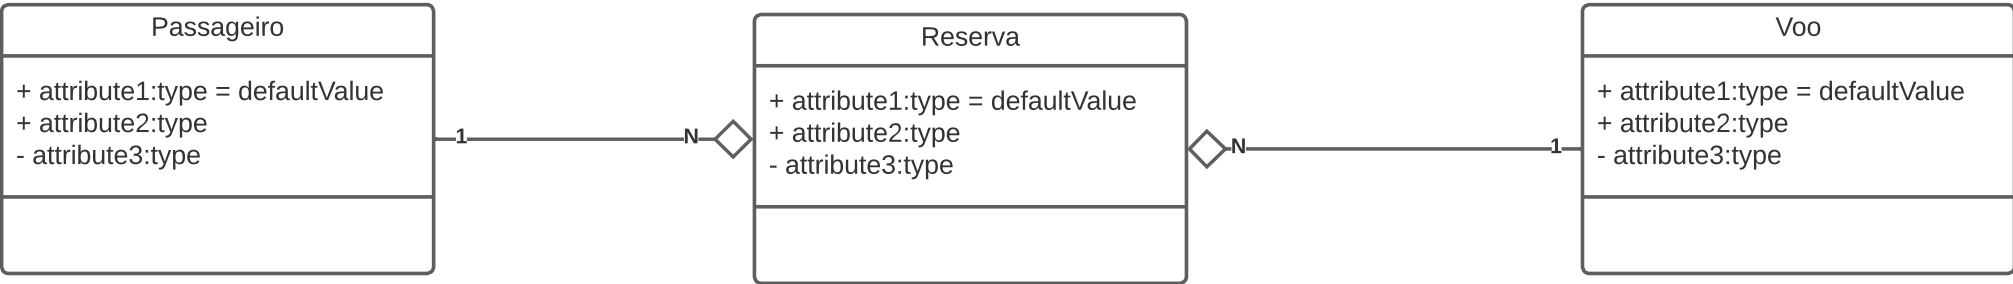 Passageiro
+ attribute1:type = defaultValue
+ attribute2:type
- attribute3:type
1
N
Reserva
+ attribute1:type = defaultValue
+ attribute2:type
- attribute3:type
N
1
Voo
+ attribute1:type = defaultValue
+ attribute2:type
- attribute3:type